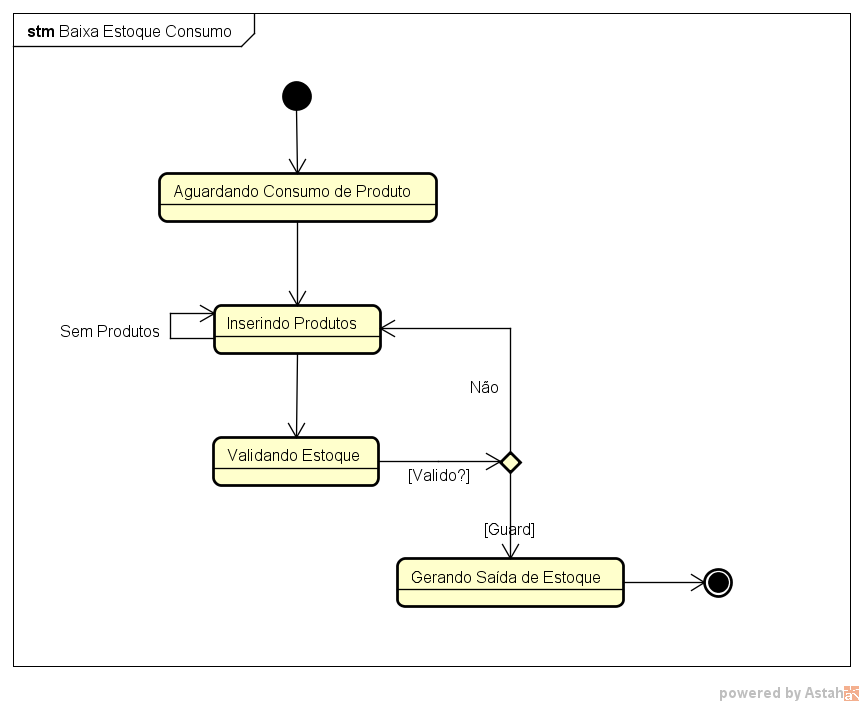 stm Baixa Estoque Consumo
Aguardando Consumo de Produto
Inserindo Produtos
Sem Produtos
Não
Validando Estoque
[Valido?]
[Guard]
Gerando Saída de Estoque
powered by Astah